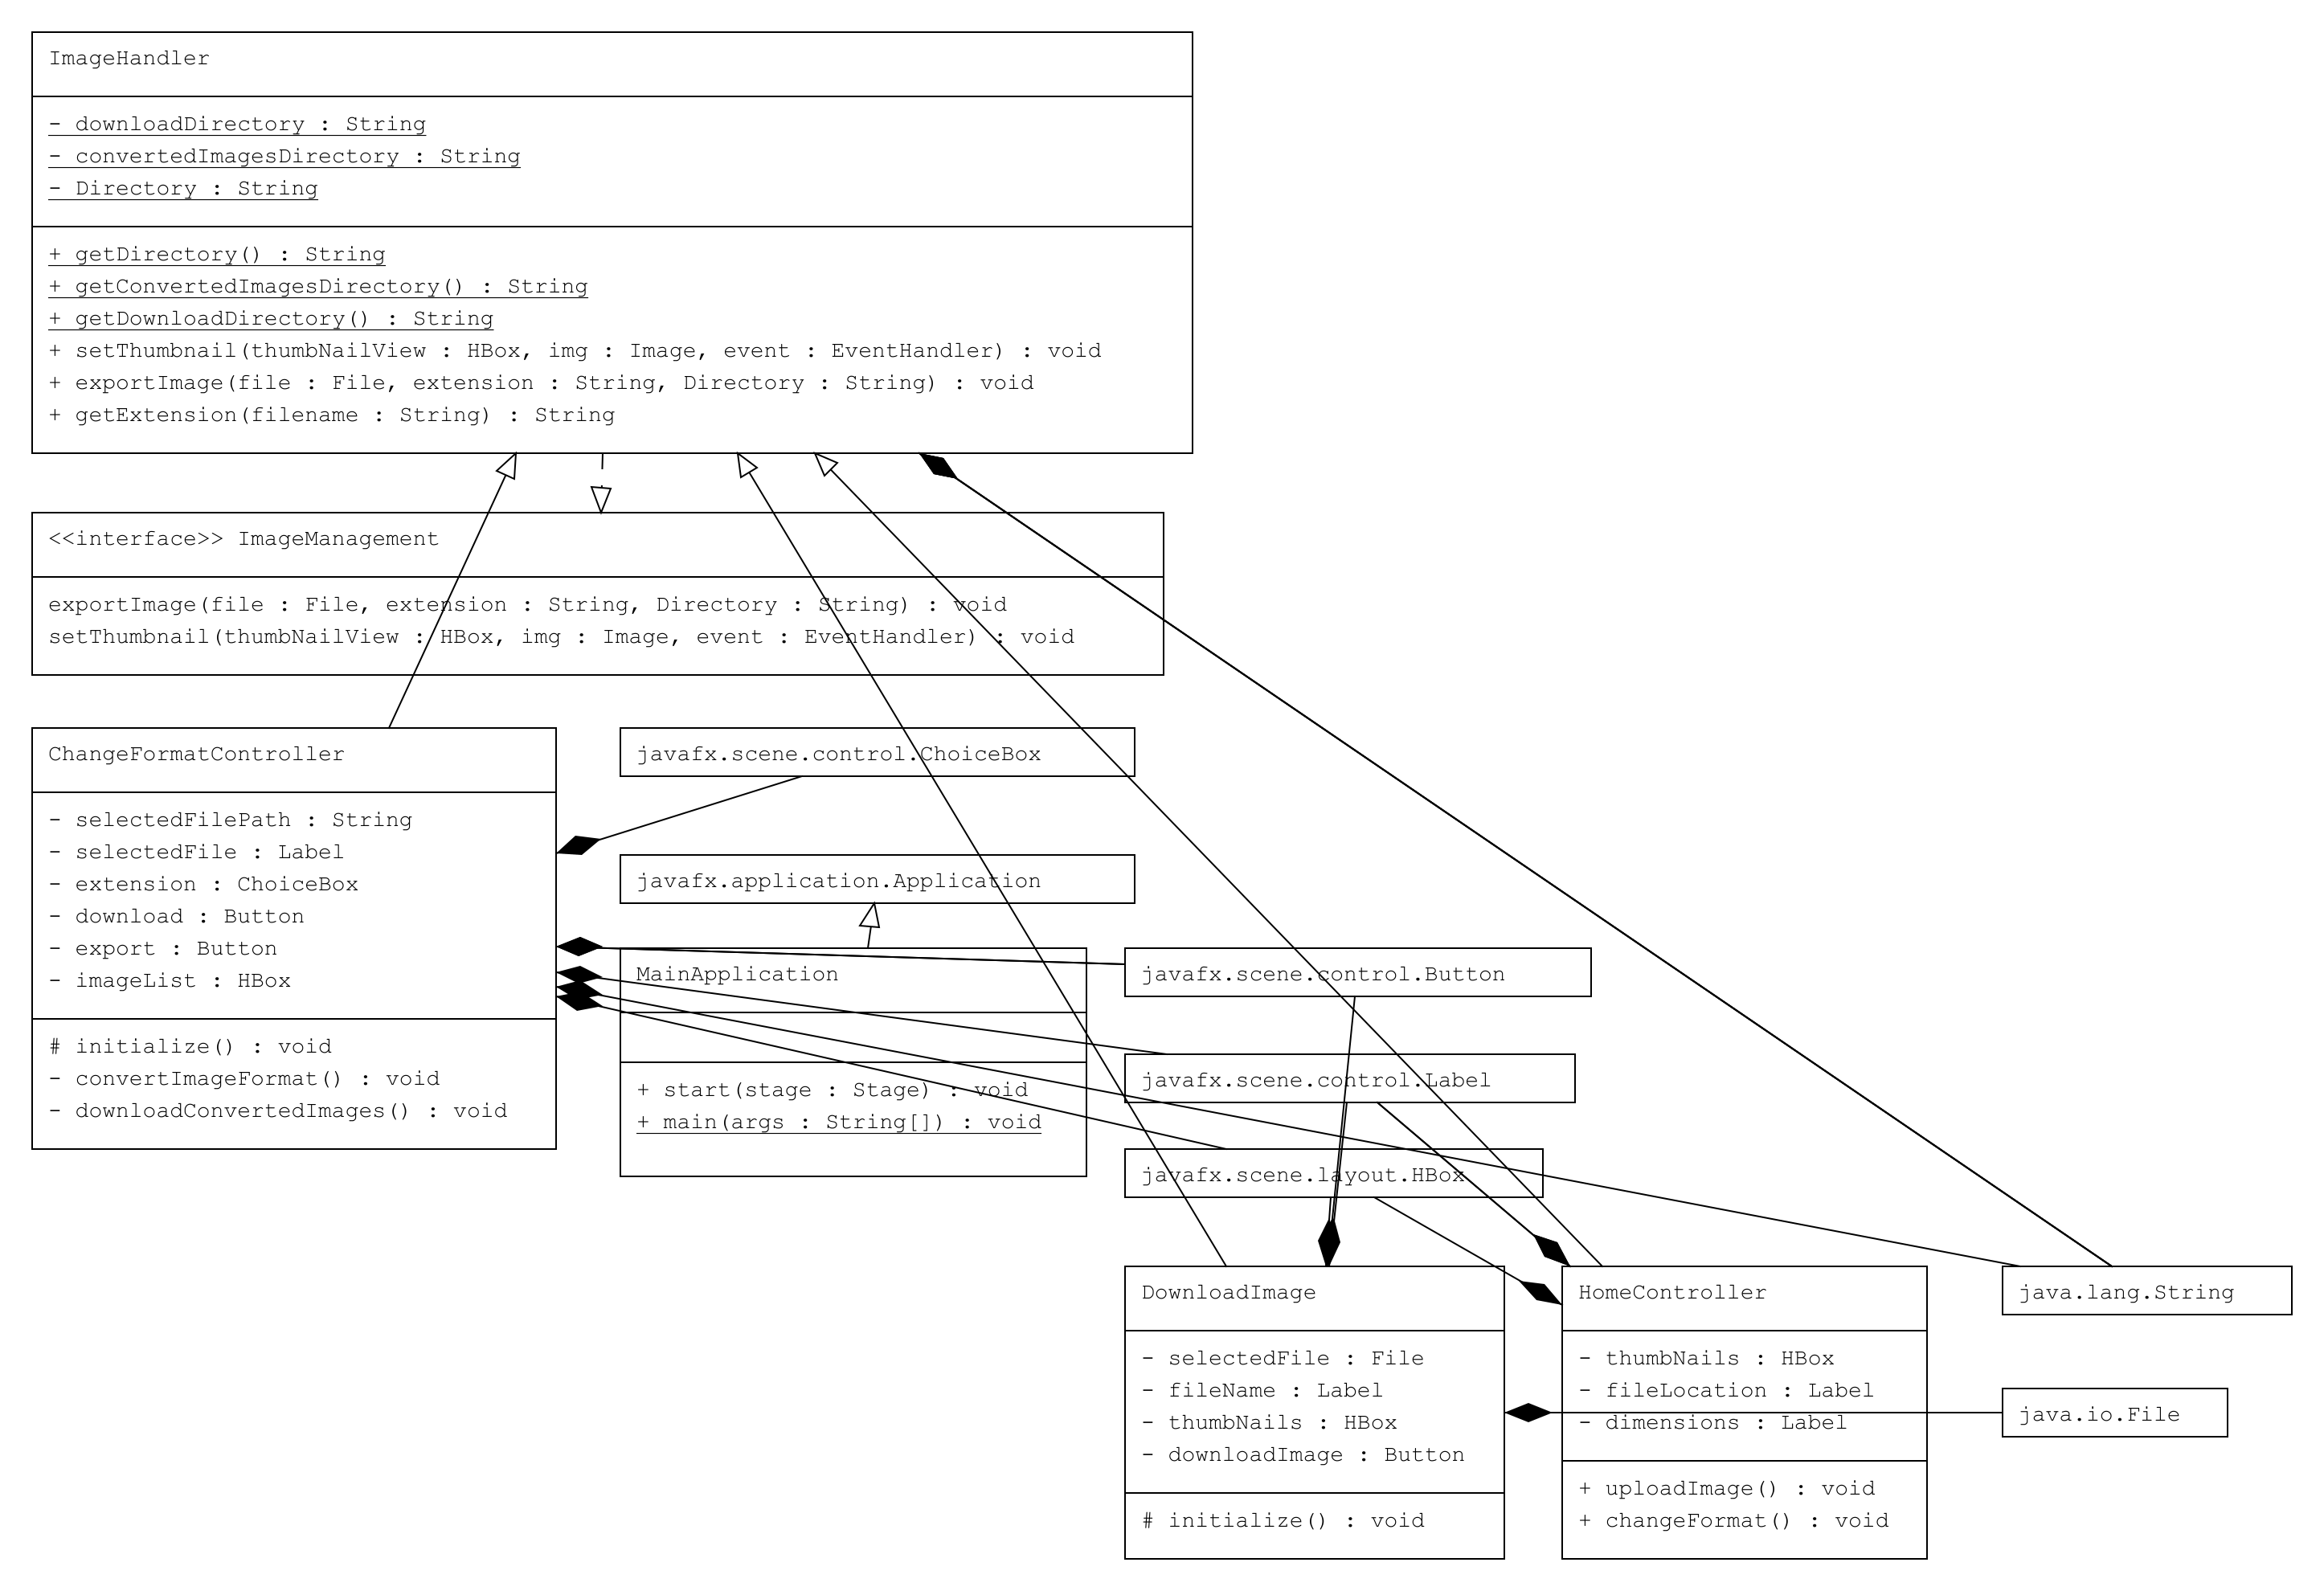 ImageHandler
- downloadDirectory : String
- convertedImagesDirectory : String
- Directory : String
+ getDirectory() : String
+ getConvertedImagesDirectory() : String
+ getDownloadDirectory() : String
+ setThumbnail(thumbNailView : HBox, img : Image, event : EventHandler) : void
+ exportImage(file : File, extension : String, Directory : String) : void
+ getExtension(filename : String) : String
<<interface>> ImageManagement
exportImage(file : File, extension : String, Directory : String) : void
setThumbnail(thumbNailView : HBox, img : Image, event : EventHandler) : void
ChangeFormatController
- selectedFilePath : String
- selectedFile : Label
- extension : ChoiceBox
- download : Button
- export : Button
- imageList : HBox
# initialize() : void
- convertImageFormat() : void
- downloadConvertedImages() : void
javafx.scene.control.ChoiceBox
javafx.application.Application
MainApplication
+ start(stage : Stage) : void
+ main(args : String[]) : void
javafx.scene.control.Button
javafx.scene.control.Label
javafx.scene.layout.HBox
DownloadImage
- selectedFile : File
- fileName : Label
- thumbNails : HBox
- downloadImage : Button
# initialize() : void
HomeController
- thumbNails : HBox
- fileLocation : Label
- dimensions : Label
+ uploadImage() : void
+ changeFormat() : void
java.lang.String
java.io.File